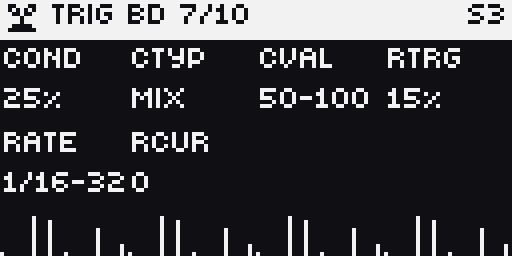 TRIG BD 7/10 S3
COND CTYP CVAL RTRG
25% MIX 50-100 15%
RATE RCUR
1/16-32 0